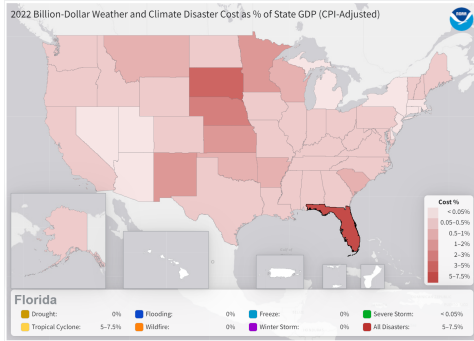 2022 Billion-Dollar Weather and Climate Disaster Cost as % of State GDP (CPI-Adjusted)
NOAA
Cost %
< 0.05%
0.05–0.5%
0.5–1%
1–2%
2–3%
3–5%
5–7.5%
Florida
Drought: 0% Flooding: 0% Freeze: 0% Severe Storm: < 0.05%
Tropical Cyclone: 5–7.5% Wildfire: 0% Winter Storm: 0% All Disasters: 5–7.5%